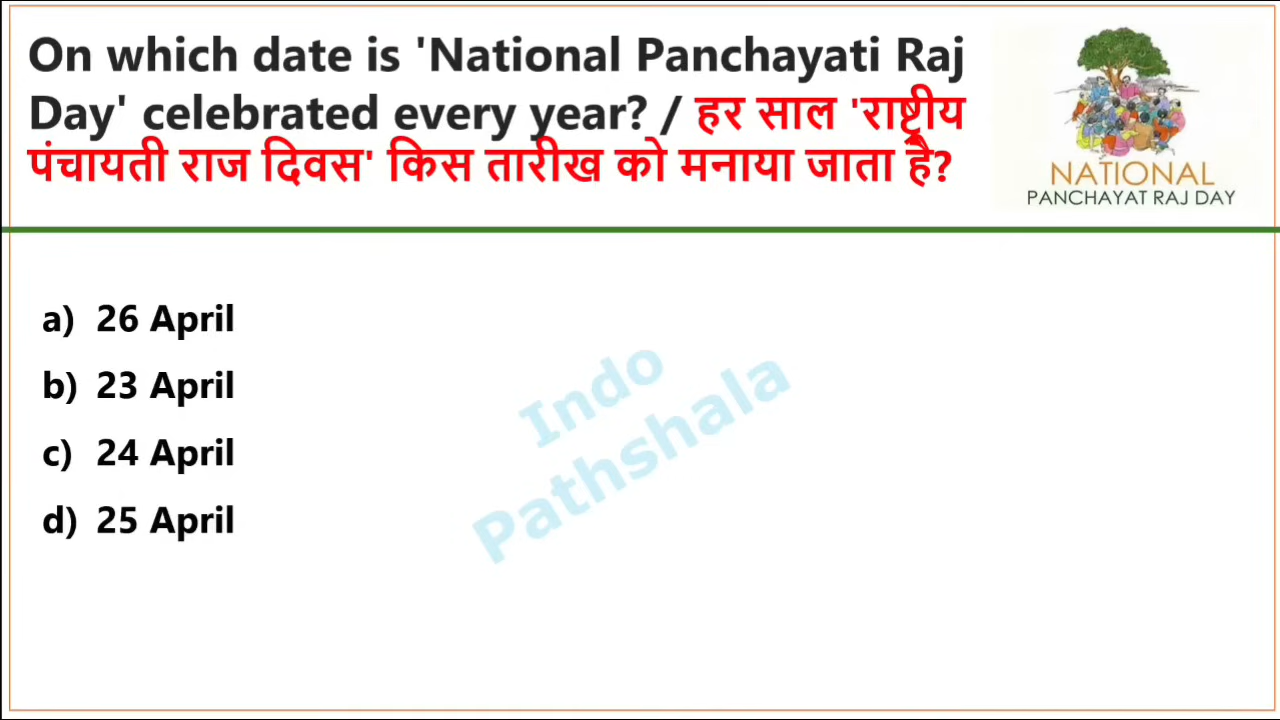 On which date is 'National Panchayati Raj
Day' celebrated every year? / हर साल 'राष्ट्रीय
पंचायती राज दिवस' किस तारीख को मनाया जाता है?
NATIONAL
PANCHAYAT RAJ DAY
a) 26 April
b) 23 April
c) 24 April
d) 25 April
Indo
Pathshala